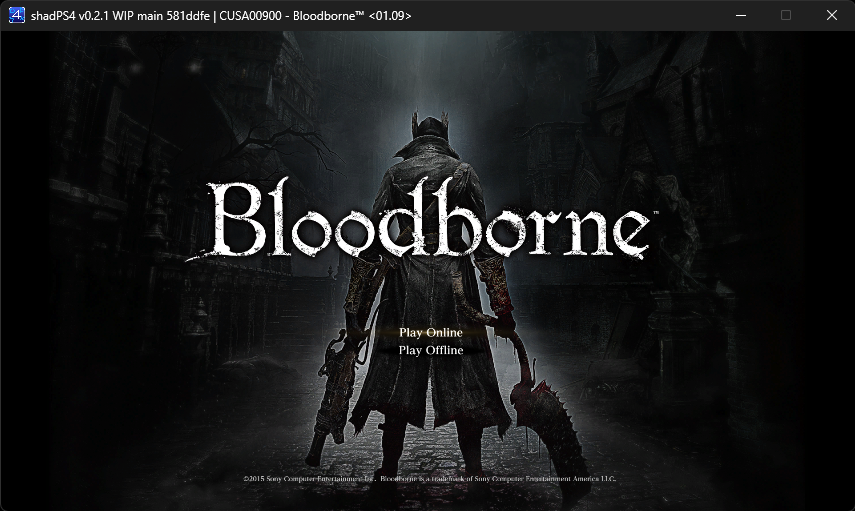 shadPS4 v0.2.1 WIP main 581ddfe | CUSA00900 - Bloodborne™ <01.09>
Bloodborne™
Play Online
Play Offline
©2015 Sony Computer Entertainment Inc. Bloodborne is a trademark of Sony Computer Entertainment America LLC.